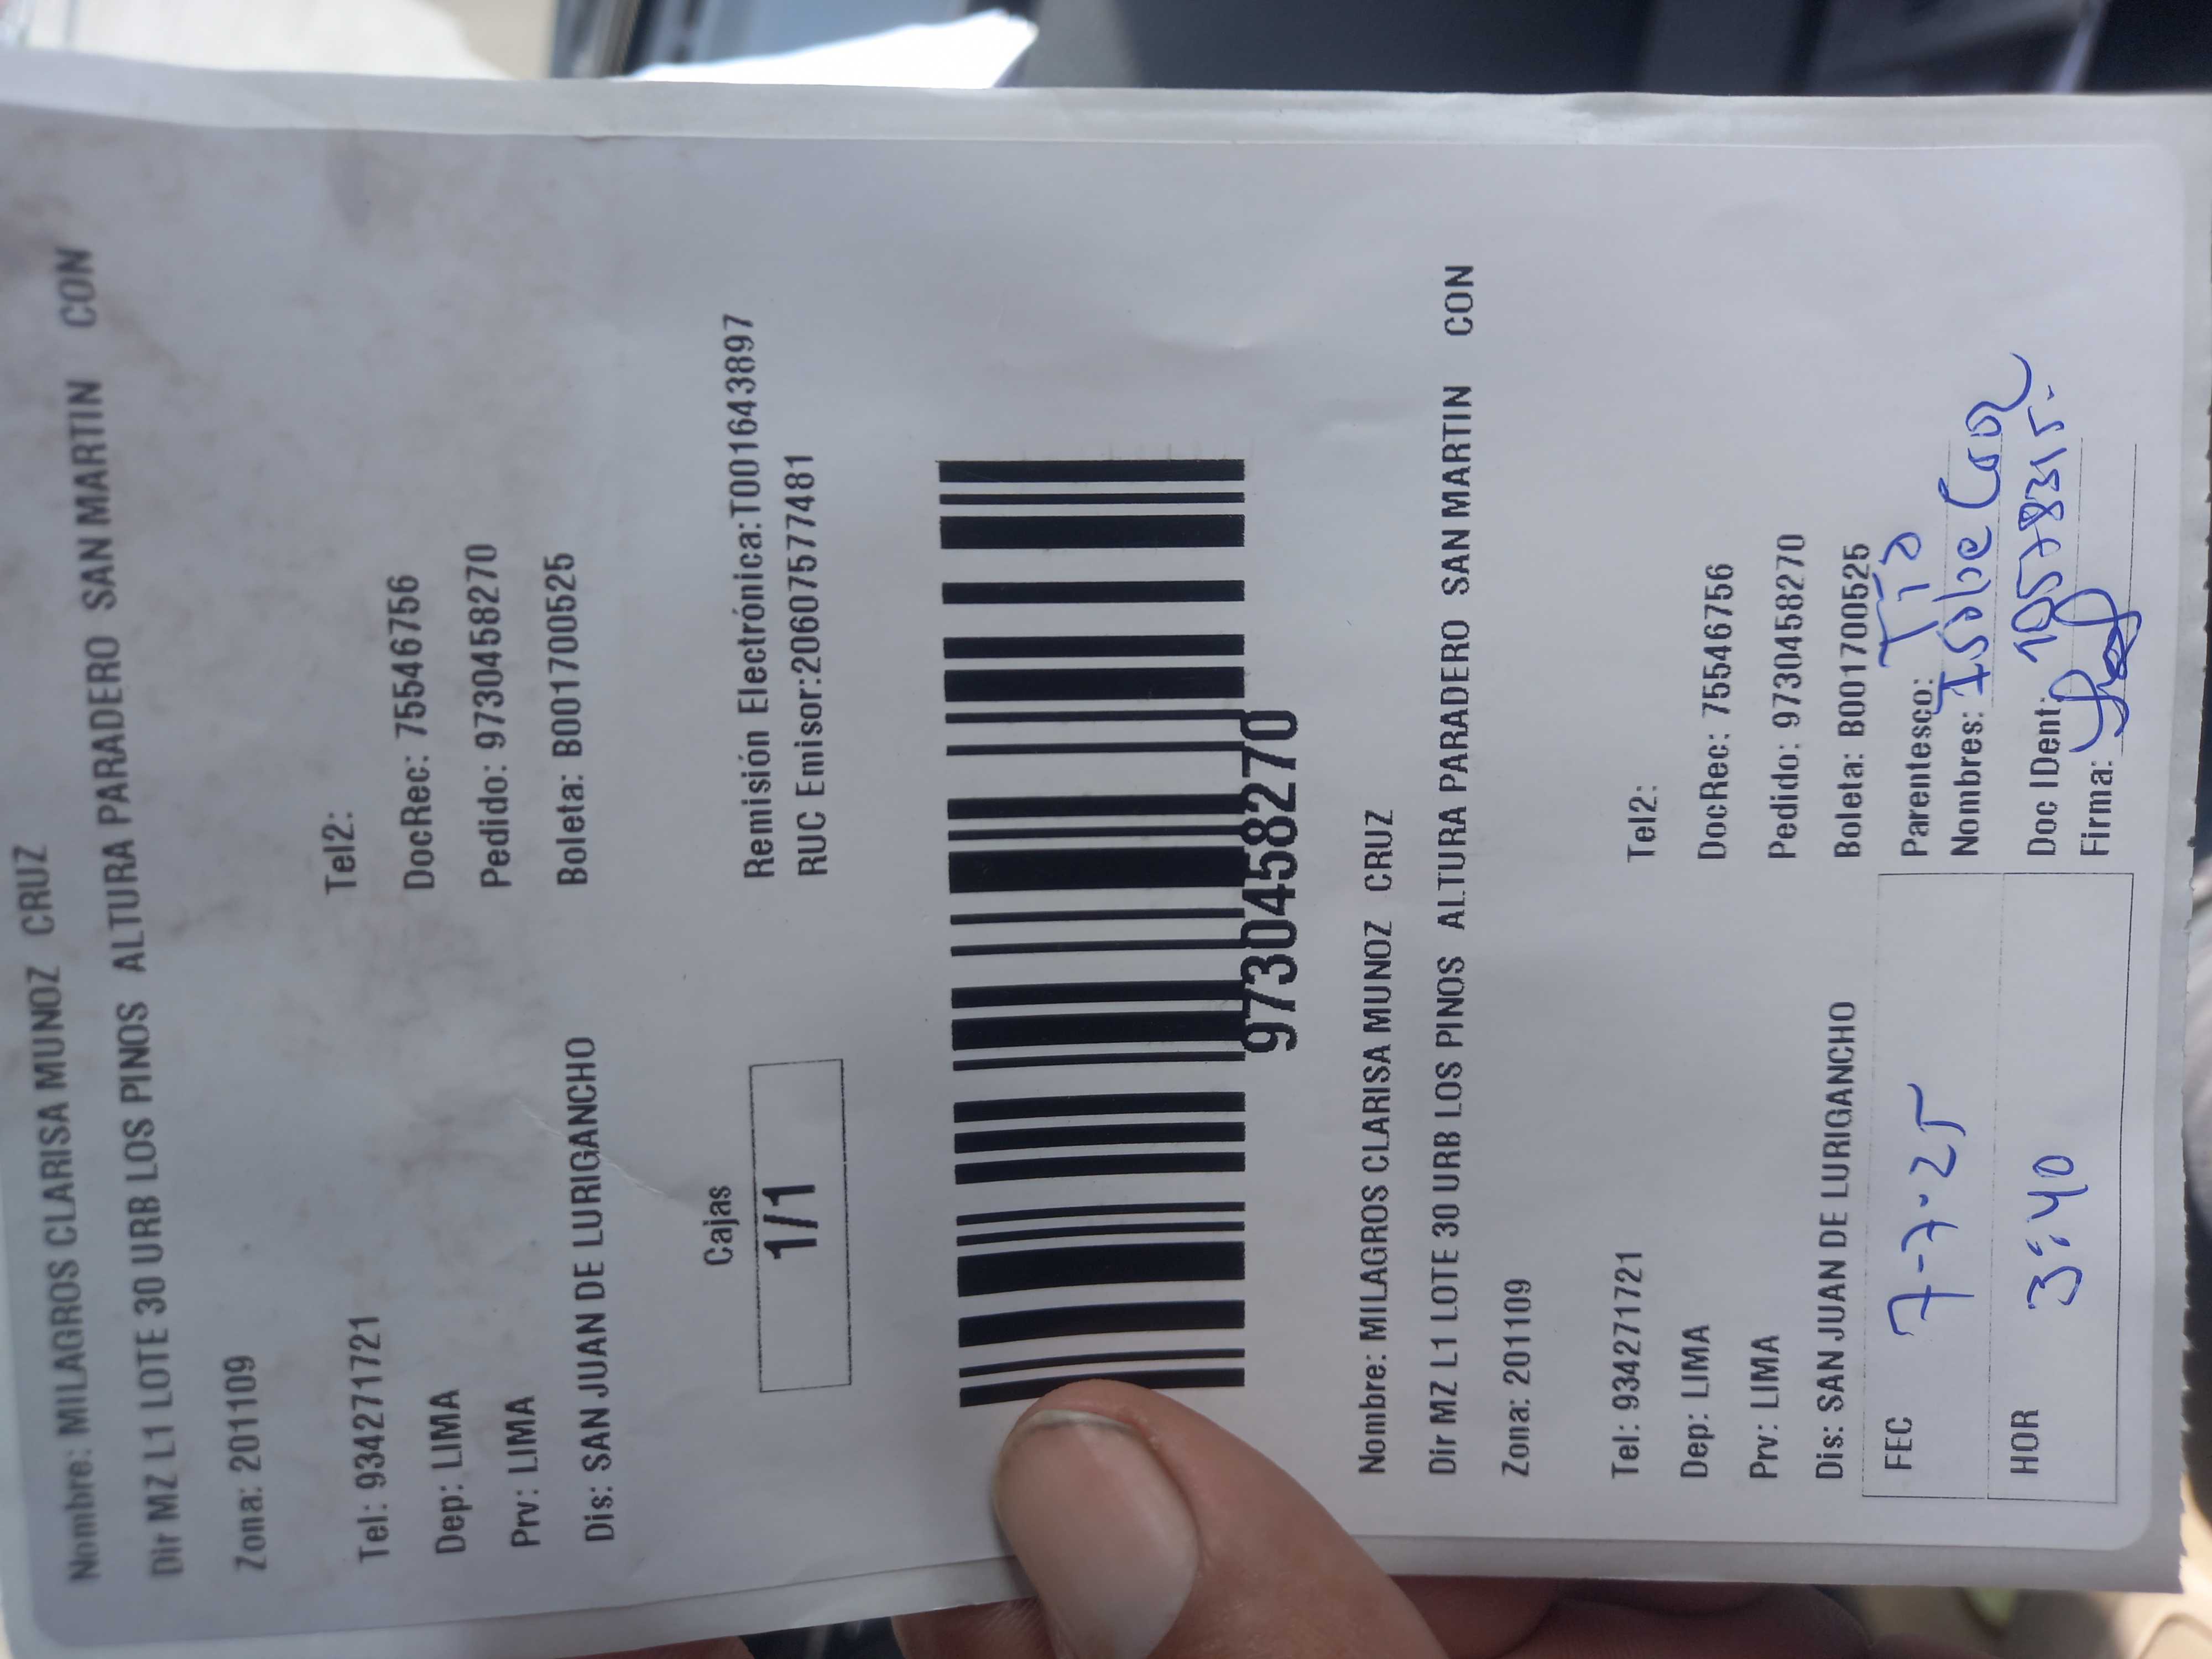 Nombre: MILAGROS CLARISA MUNOZ CRUZ
Dir MZ L1 LOTE 30 URB LOS PINOS ALTURA PARADERO SAN MARTIN CON
Zona: 201109
Tel: 934271721 Tel2:
Dep: LIMA DocRec: 75546756
Prv: LIMA Pedido: 9730458270
Dis: SAN JUAN DE LURIGANCHO Boleta: B001700525
Cajas
1/1
Remisión Electrónica:T001643897
RUC Emisor:20607577481
9730458270
Nombre: MILAGROS CLARISA MUNOZ CRUZ
Dir MZ L1 LOTE 30 URB LOS PINOS ALTURA PARADERO SAN MARTIN CON
Zona: 201109
Tel: 934271721 Tel2:
Dep: LIMA DocRec: 75546756
Prv: LIMA Pedido: 9730458270
Dis: SAN JUAN DE LURIGANCHO Boleta: B001700525
FEC 7-7-25
HOR 3:40
Parentesco:
Nombres:
Doc IDent:
Firma: